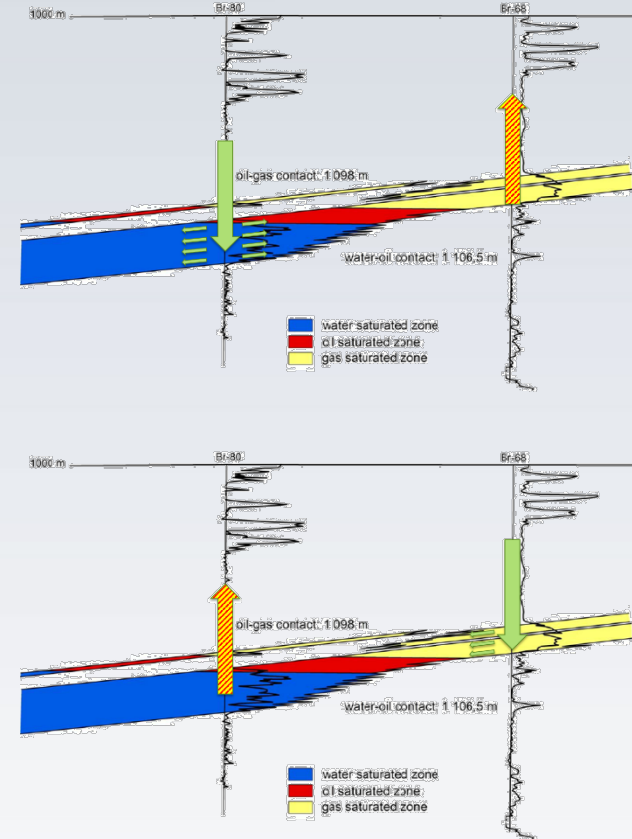 Br-80 Br-68
1000 m
oil-gas contact: 1 098 m
water-oil contact: 1 106,5 m
water saturated zone
oil saturated zone
gas saturated zone
Br-80 Br-68
1000 m
oil-gas contact: 1 098 m
water-oil contact: 1 106,5 m
water saturated zone
oil saturated zone
gas saturated zone